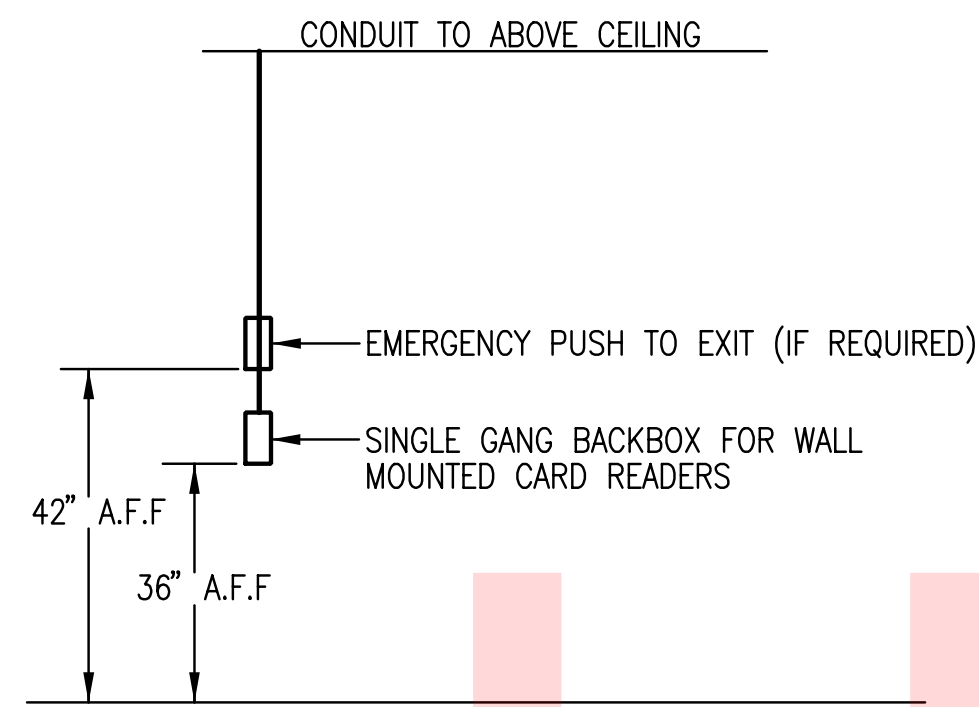 CONDUIT TO ABOVE CEILING
EMERGENCY PUSH TO EXIT (IF REQUIRED)
SINGLE GANG BACKBOX FOR WALL
MOUNTED CARD READERS
42" A.F.F
36" A.F.F